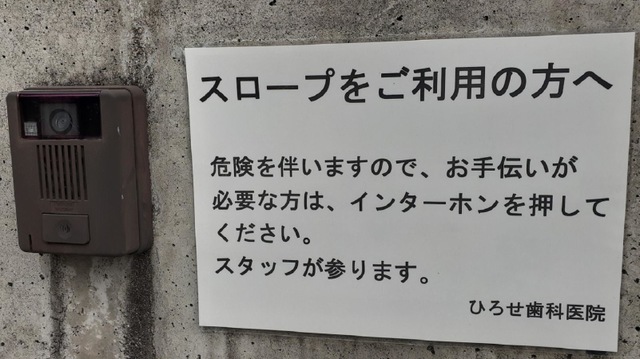 スロープをご利用の方へ
危険を伴いますので、お手伝いが
必要な方は、インターホンを押して
ください。
スタッフが参ります。
ひろせ歯科医院